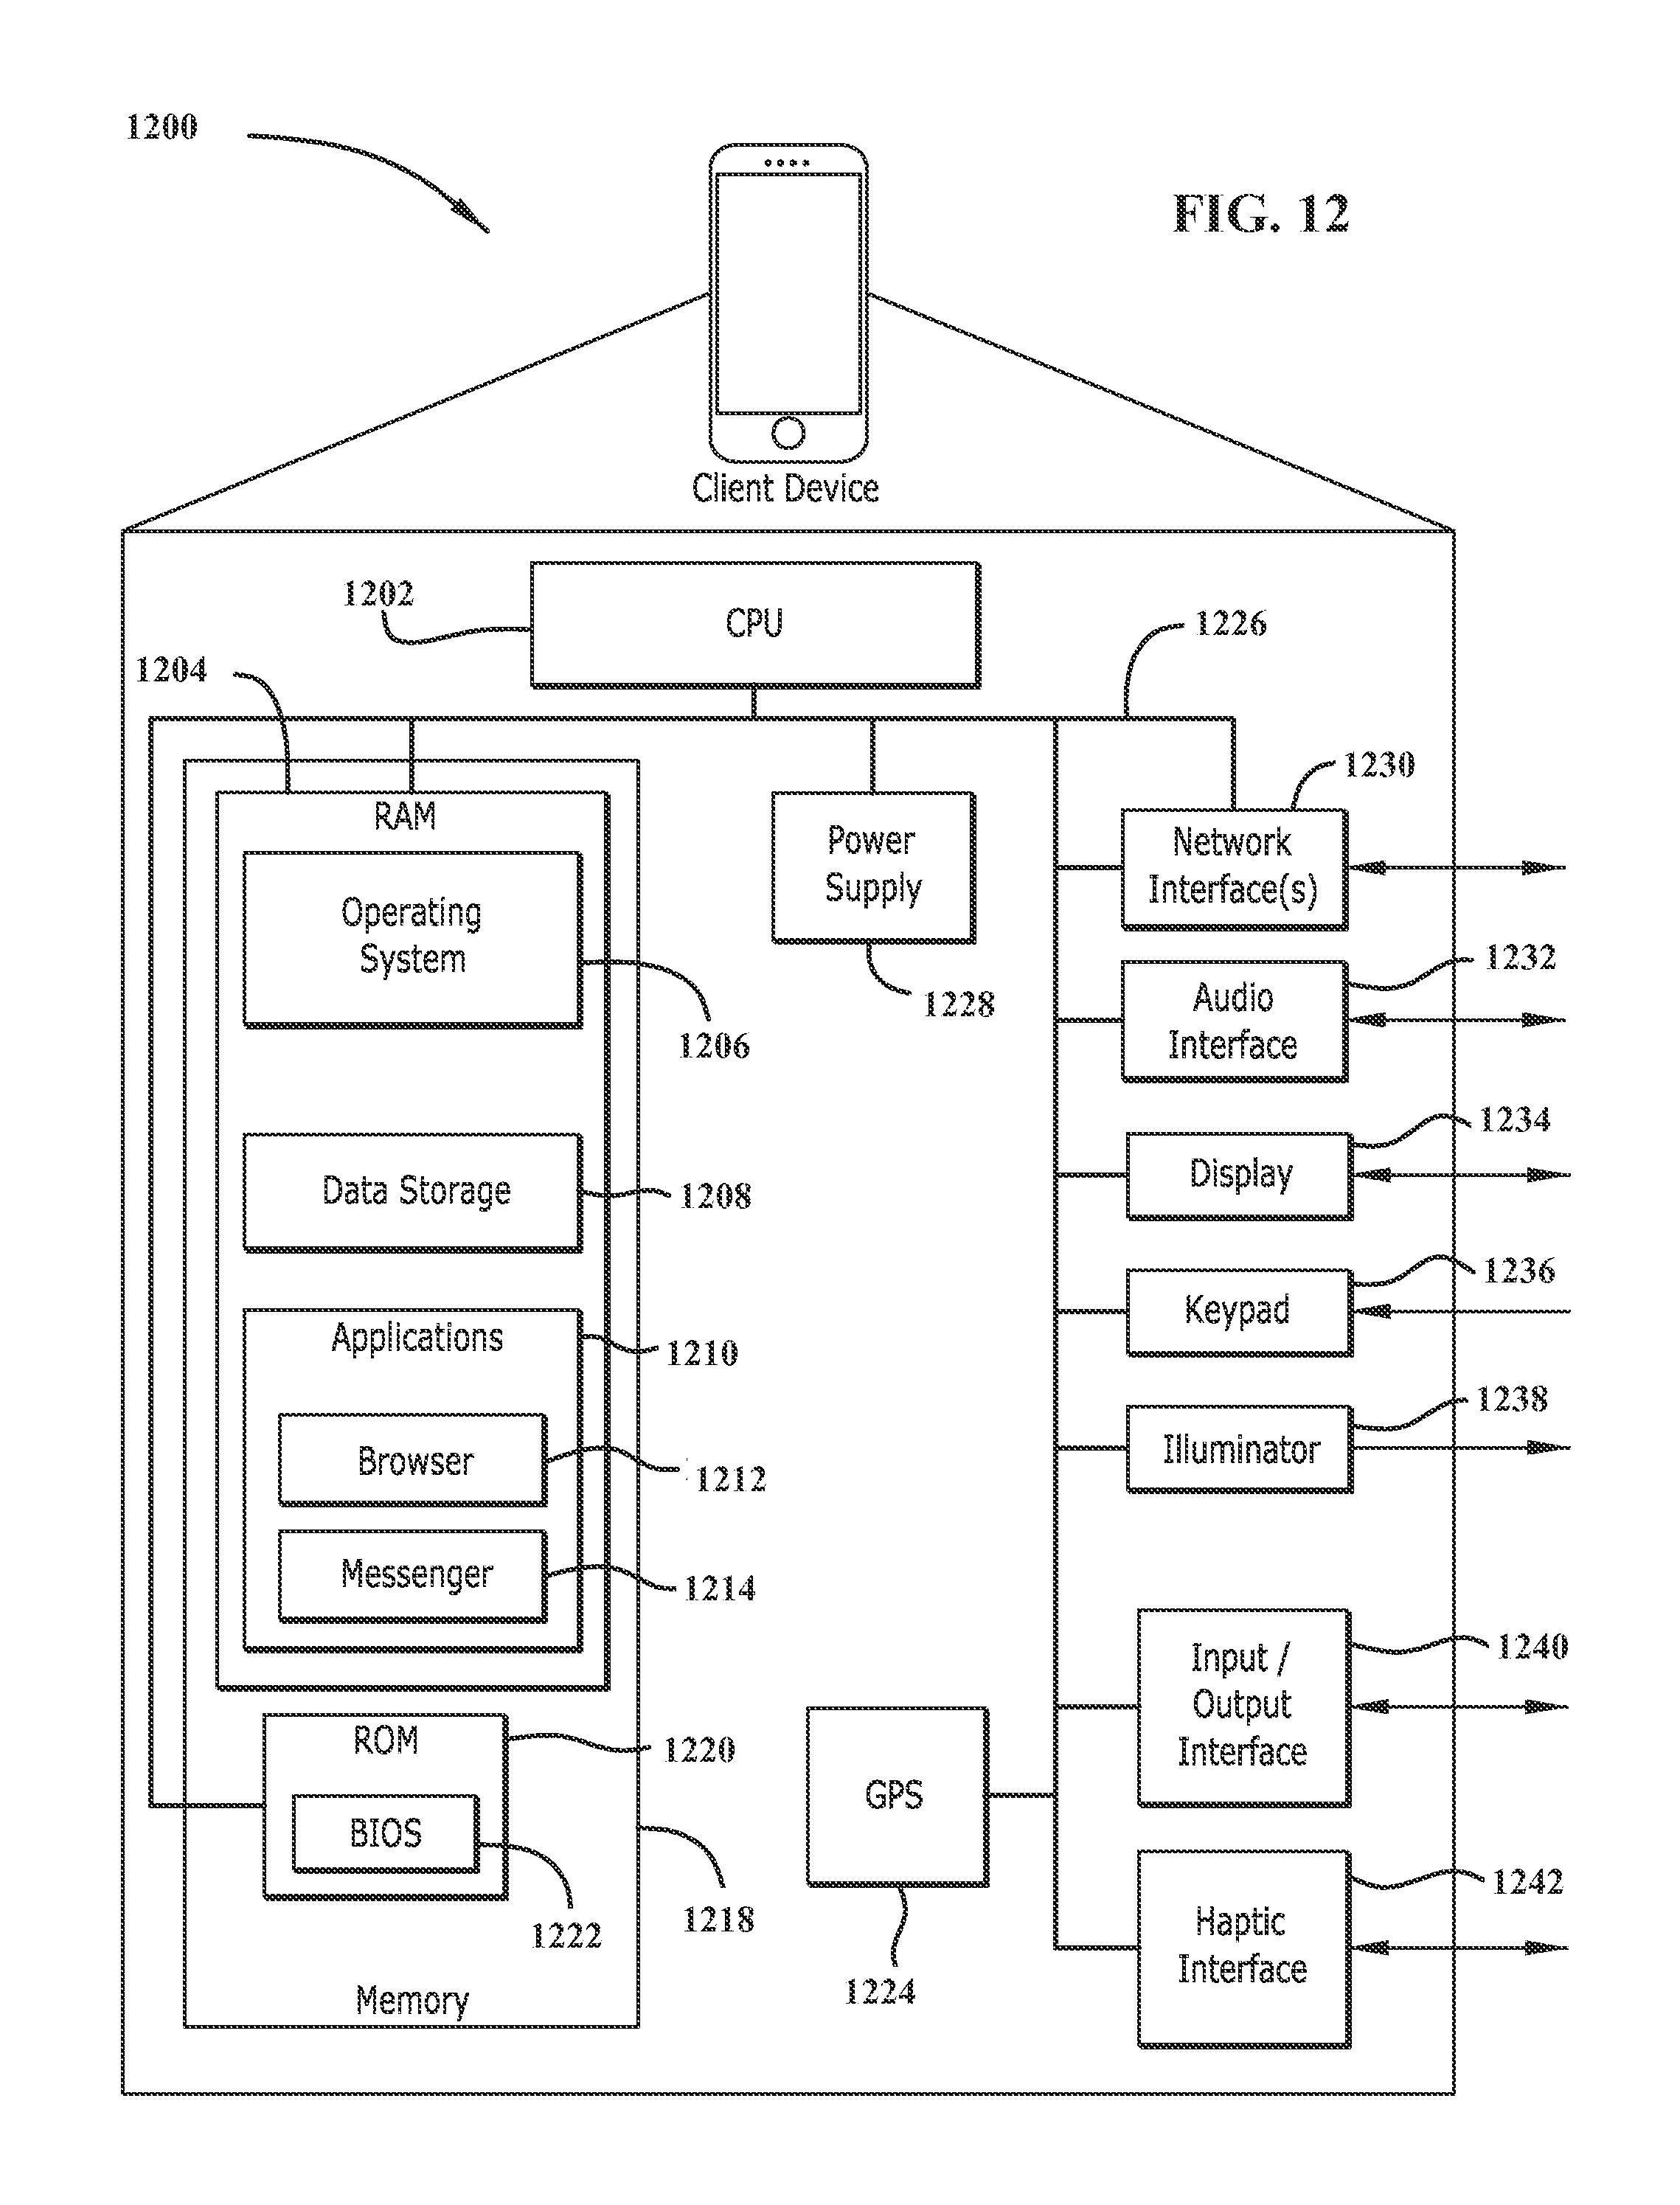 1200
FIG. 12
Client Device
1202
CPU
1226
1204
1230
RAM
Power
Supply
Network
Interface(s)
Operating
System
1232
Audio
Interface
1228
1206
1234
Data Storage
1208
Display
1236
Keypad
Applications
1210
1238
Browser
1212
Illuminator
Messenger
1214
1240
Input /
Output
Interface
ROM
1220
GPS
BIOS
1242
1218
1222
Haptic
Interface
1224
Memory